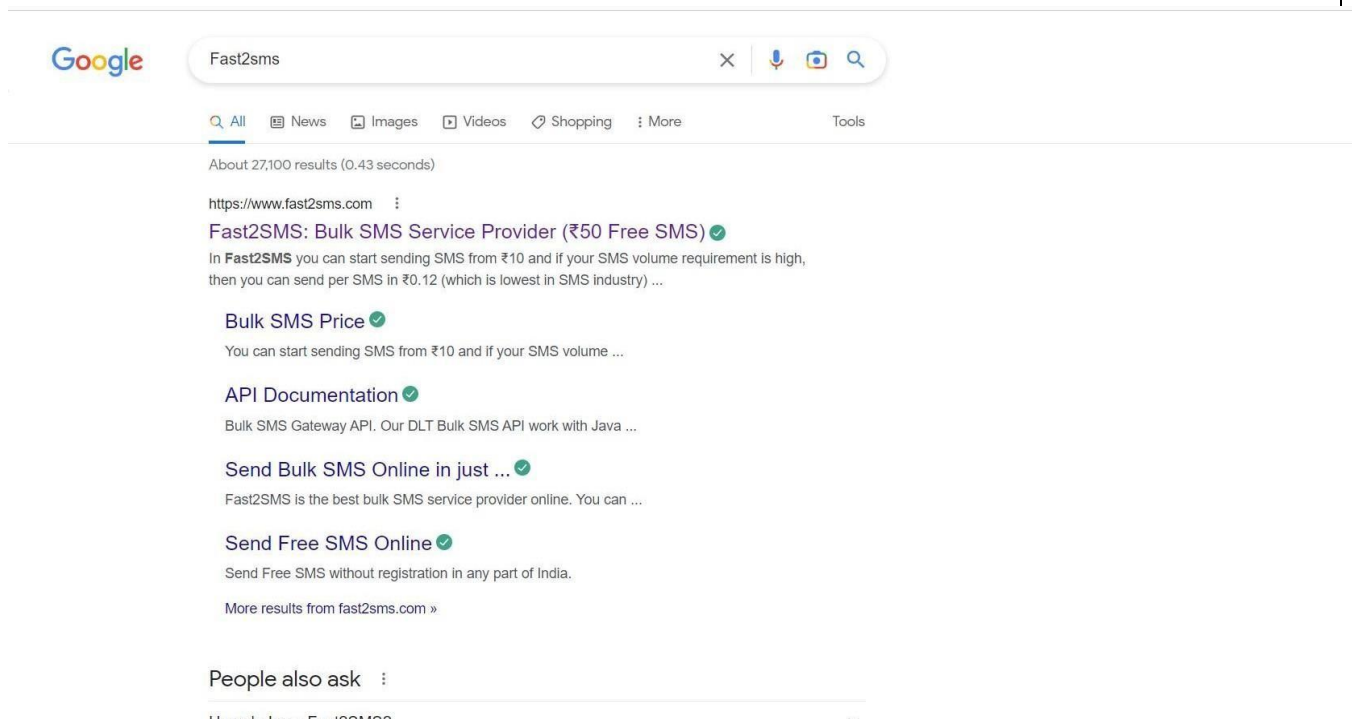 Google
Fast2sms
All News Images Videos Shopping More Tools
About 27,100 results (0.43 seconds)
https://www.fast2sms.com
Fast2SMS: Bulk SMS Service Provider (₹50 Free SMS)
In Fast2SMS you can start sending SMS from ₹10 and if your SMS volume requirement is high,
then you can send per SMS in ₹0.12 (which is lowest in SMS industry) ...
Bulk SMS Price
You can start sending SMS from ₹10 and if your SMS volume ...
API Documentation
Bulk SMS Gateway API. Our DLT Bulk SMS API work with Java ...
Send Bulk SMS Online in just ...
Fast2SMS is the best bulk SMS service provider online. You can ...
Send Free SMS Online
Send Free SMS without registration in any part of India.
More results from fast2sms.com »
People also ask